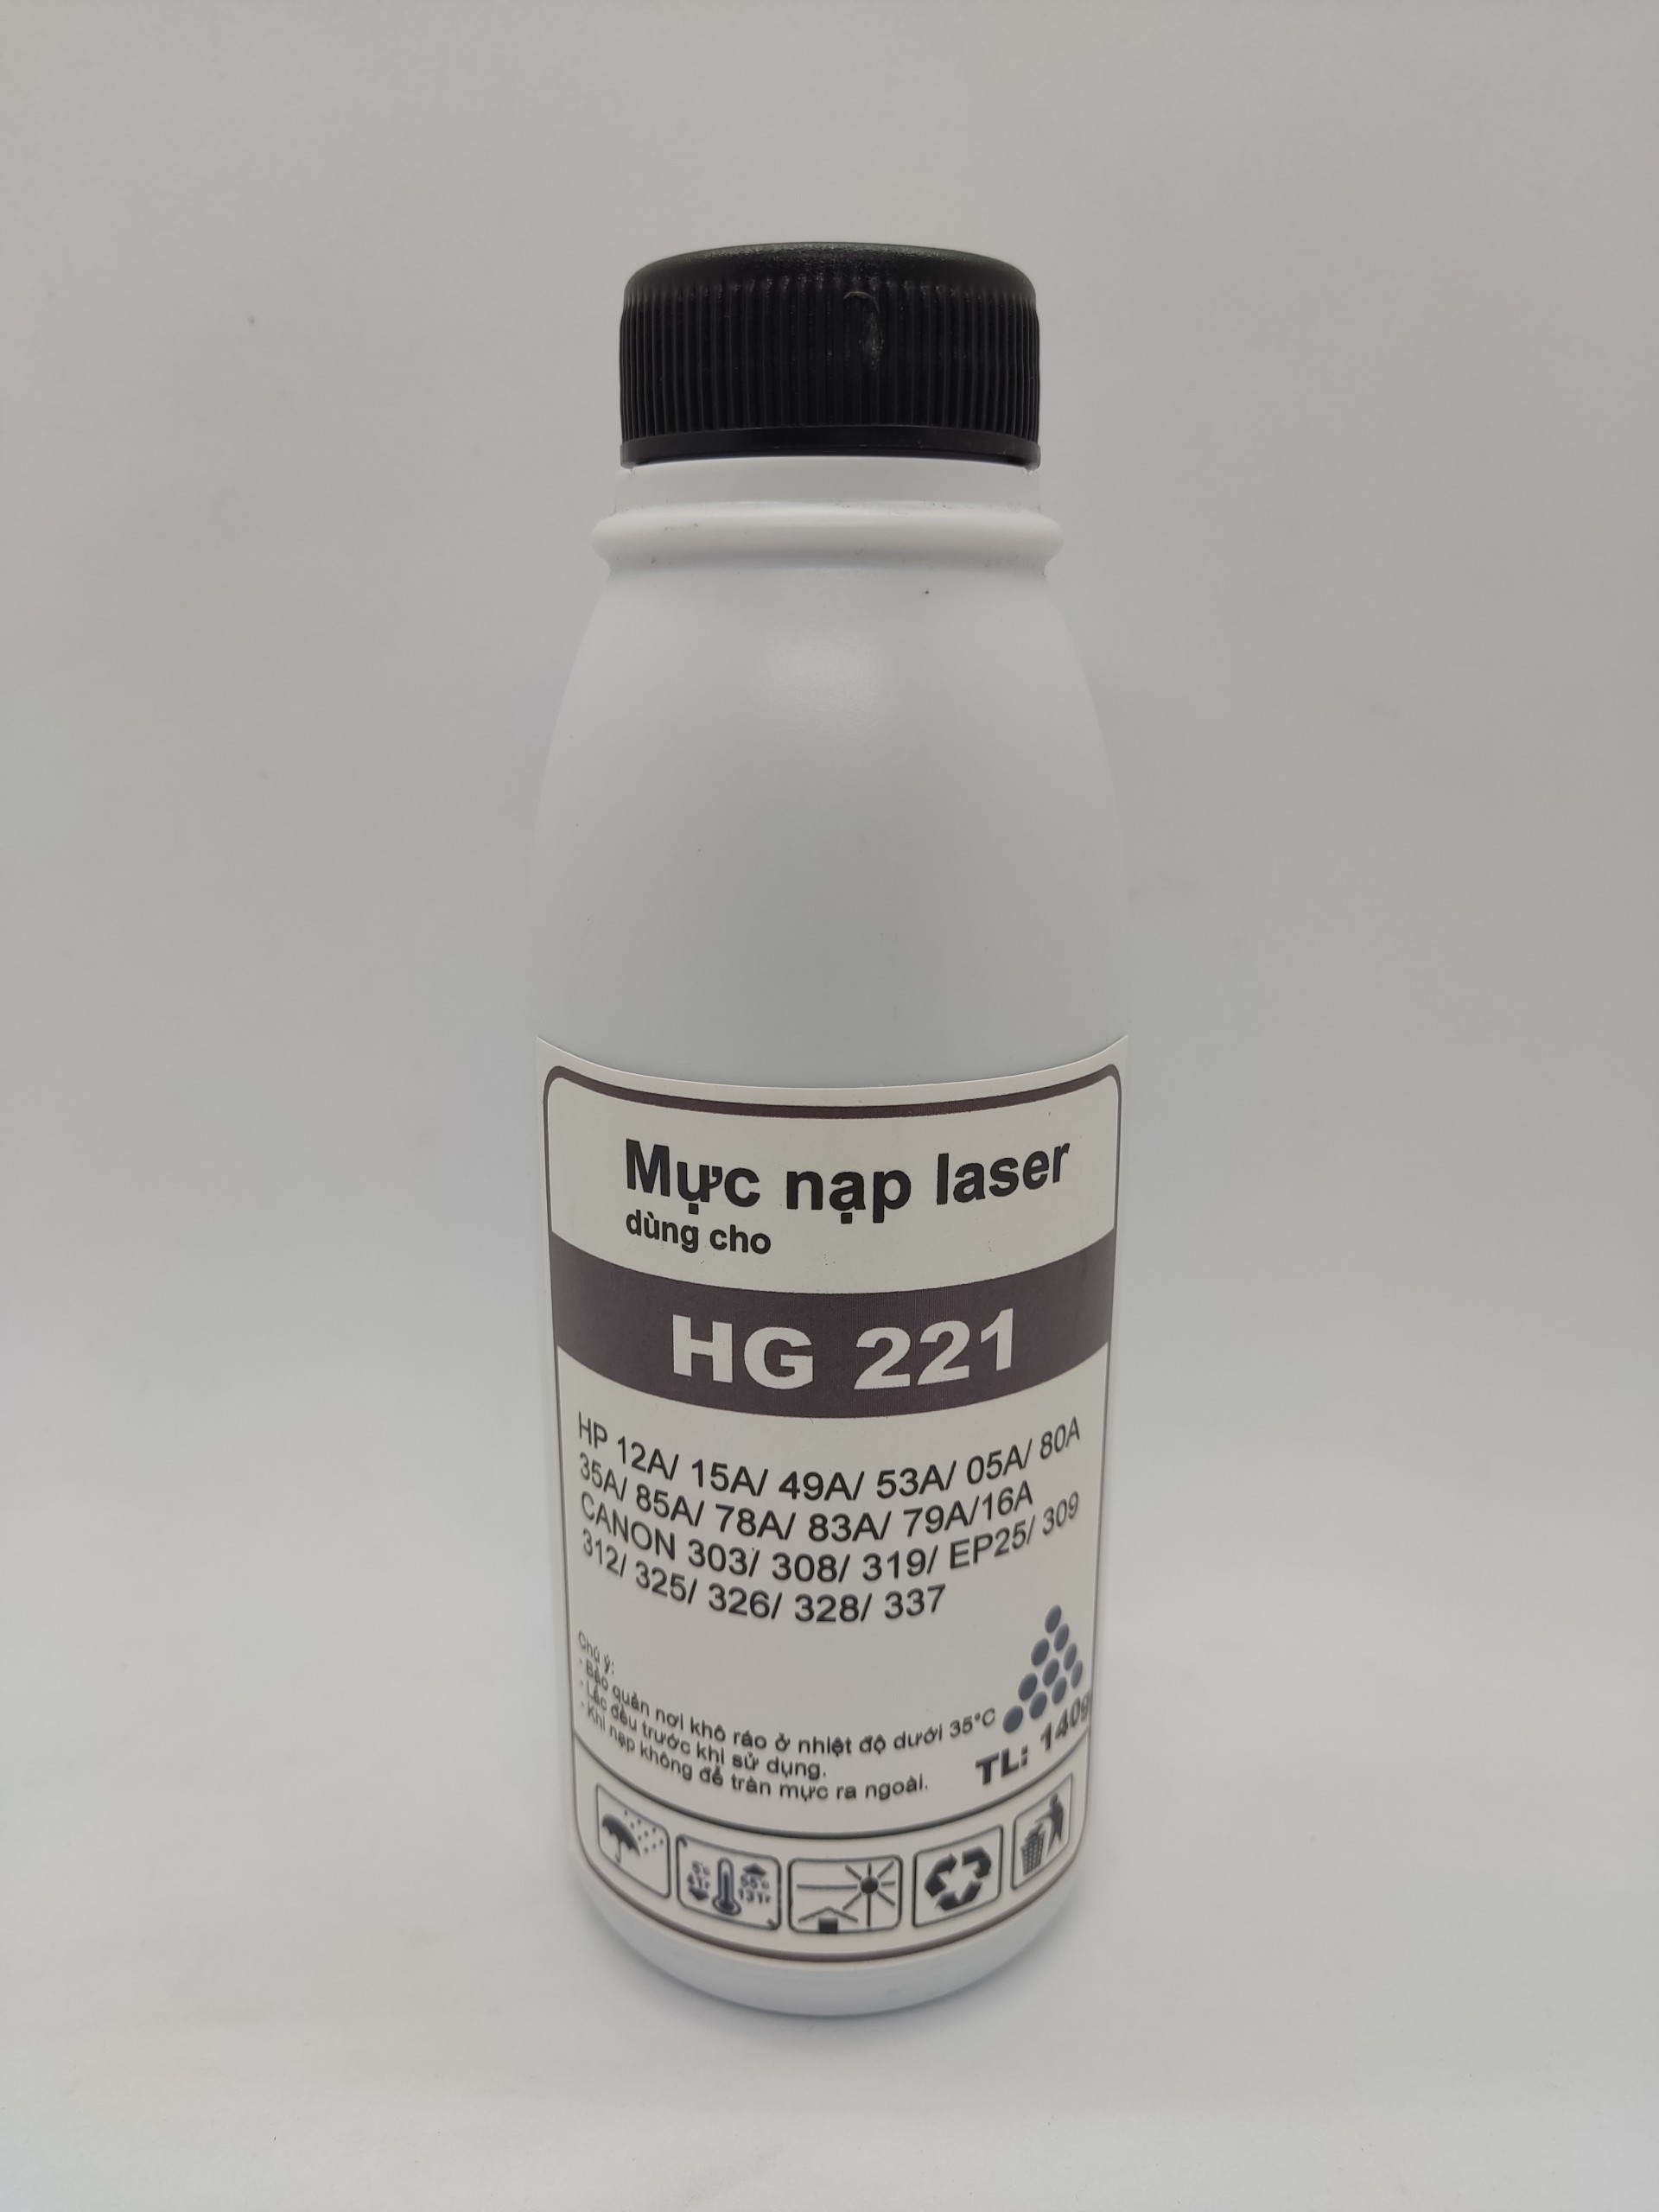 Mực nạp laser
dùng cho
HG 221
HP 12A/ 15A/ 49A/ 53A/ 05A/ 80A
35A/ 85A/ 78A/ 83A/ 79A/16A
CANON 303/ 308/ 319/ EP25/ 309
312/ 325/ 326/ 328/ 337
Chú ý:
- Bảo quản nơi khô ráo ở nhiệt độ dưới 35°C
- Lắc đều trước khi sử dụng.
- Khi nạp không để tràn mực ra ngoài.
TL: 140g